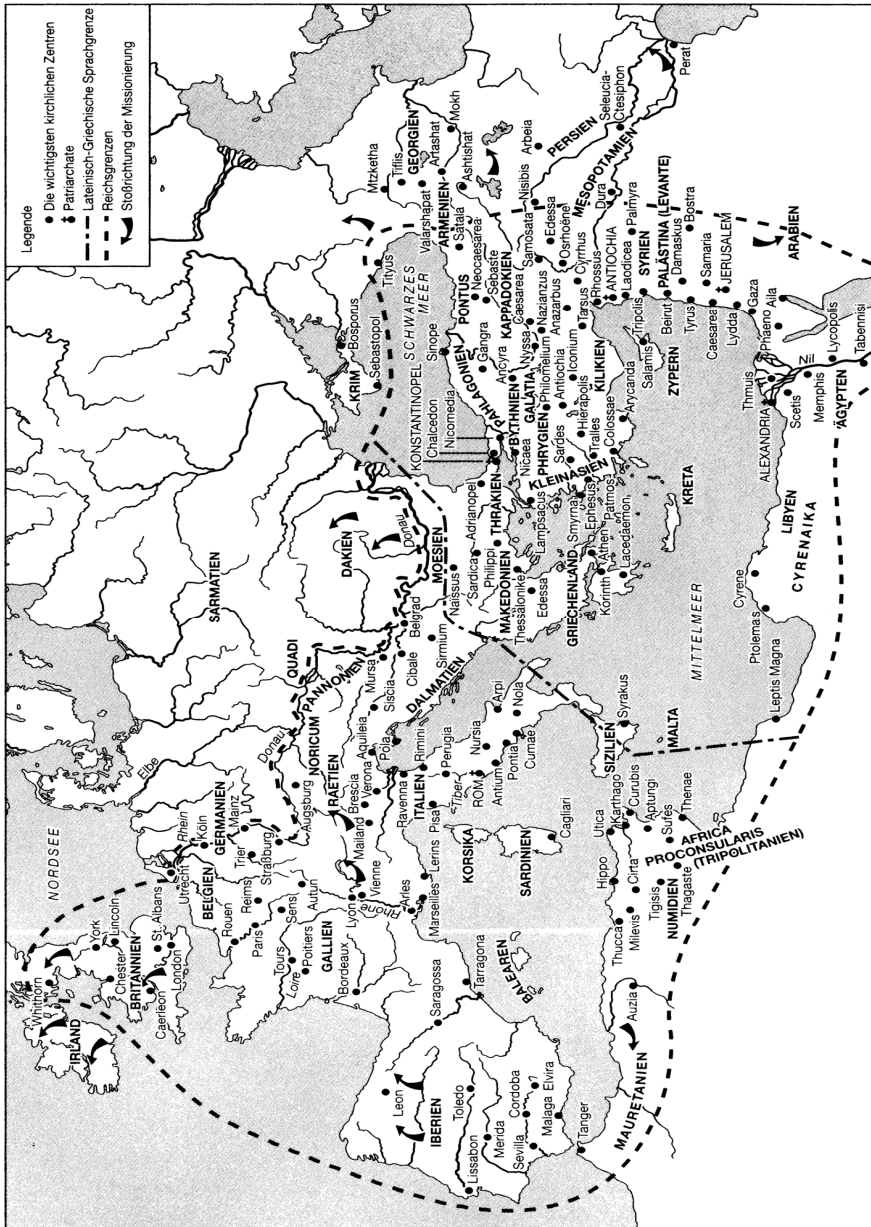 Legende
Die wichtigsten kirchlichen Zentren
Patriarchate
Lateinisch-Griechische Sprachgrenze
Reichsgrenzen
Stoßrichtung der Missionierung
NORDSEE
IRLAND
Whithorn
York
Lincoln
Chester
BRITANNIEN
St. Albans
Caerleon
London
Utrecht
Rhein
Köln
BELGIEN
GERMANIEN
Mainz
Trier
Straßburg
Elbe
Rouen
Reims
Paris
Sens
Autun
Tours
Loire
Poitiers
GALLIEN
Bordeaux
Lyon
Vienne
Rhône
Arles
Marseilles
Lerins
Augsburg
RAETIEN
NORICUM
Donau
QUADI
PANNONIEN
SARMATIEN
DAKIEN
Donau
MOESIEN
Mailand
Brescia
Verona
Aquileia
Pola
Ravenna
Rimini
ITALIEN
Pisa
Perugia
Tiber
Nursia
ROM
Antium
Pontia
Cumae
Arpi
Nola
Mursa
Siscia
Cibale
Belgrad
Sirmium
DALMATIEN
Naissus
Sardica
Adrianopel
Philippi
THRAKIEN
MAKEDONIEN
Thessalonike
Edessa
GRIECHENLAND
Korinth
Athen
Lacedaemon
KORSIKA
SARDINIEN
Cagliari
SIZILIEN
Syrakus
MALTA
BALEAREN
Saragossa
Tarragona
Leon
IBERIEN
Toledo
Lissabon
Merida
Cordoba
Sevilla
Elvira
Malaga
Tanger
MAURETANIEN
Auzia
Thucca
Milevis
Hippo
Cirta
Tigisis
NUMIDIEN
Thagaste
Utica
Karthago
Curubis
Aptungi
Sufes
Thenae
AFRICA
PROCONSULARIS
(TRIPOLITANIEN)
Leptis Magna
MITTELMEER
KRETA
Cyrene
Ptolemas
LIBYEN
CYRENAIKA
KRIM
Bosporus
Sebastopol
SCHWARZES
MEER
Tityus
KONSTANTINOPEL
Chalcedon
Nicomedia
Sinope
PAHLAGONIEN
PONTUS
Gangra
Neocaesarea
Sebaste
BYTHNIEN
Nicaea
Ancyra
GALATIA
Nyssa
Caesarea
KAPPADOKIEN
Nazianzus
PHRYGIEN
Philomelium
Antiochia
Iconium
Lampsacus
Smyrna
Sardes
Hierapolis
KLEINASIEN
Ephesus
Tralles
Patmos
Colossae
Arycanda
KILIKIEN
Anazarbus
Tarsus
Cyrrhus
Rhossus
Samosata
Edessa
Osrhoëne
Mtzketha
Tiflis
GEORGIEN
Valarshapat
Artashat
ARMENIEN
Mokh
Satala
Ashtishat
Nisibis
Arbeia
PERSIEN
MESOPOTAMIEN
Dura
Seleucia-
Ctesiphon
Perat
ANTIOCHIA
Laodicea
SYRIEN
Palmyra
Tripolis
Salamis
ZYPERN
Beirut
PALÄSTINA (LEVANTE)
Damaskus
Bostra
Tyrus
Caesarea
Samaria
JERUSALEM
Lydda
Gaza
Phaeno
Aila
ARABIEN
Thmuis
ALEXANDRIA
Scetis
Memphis
Nil
Lycopolis
Tabennisi
ÄGYPTEN